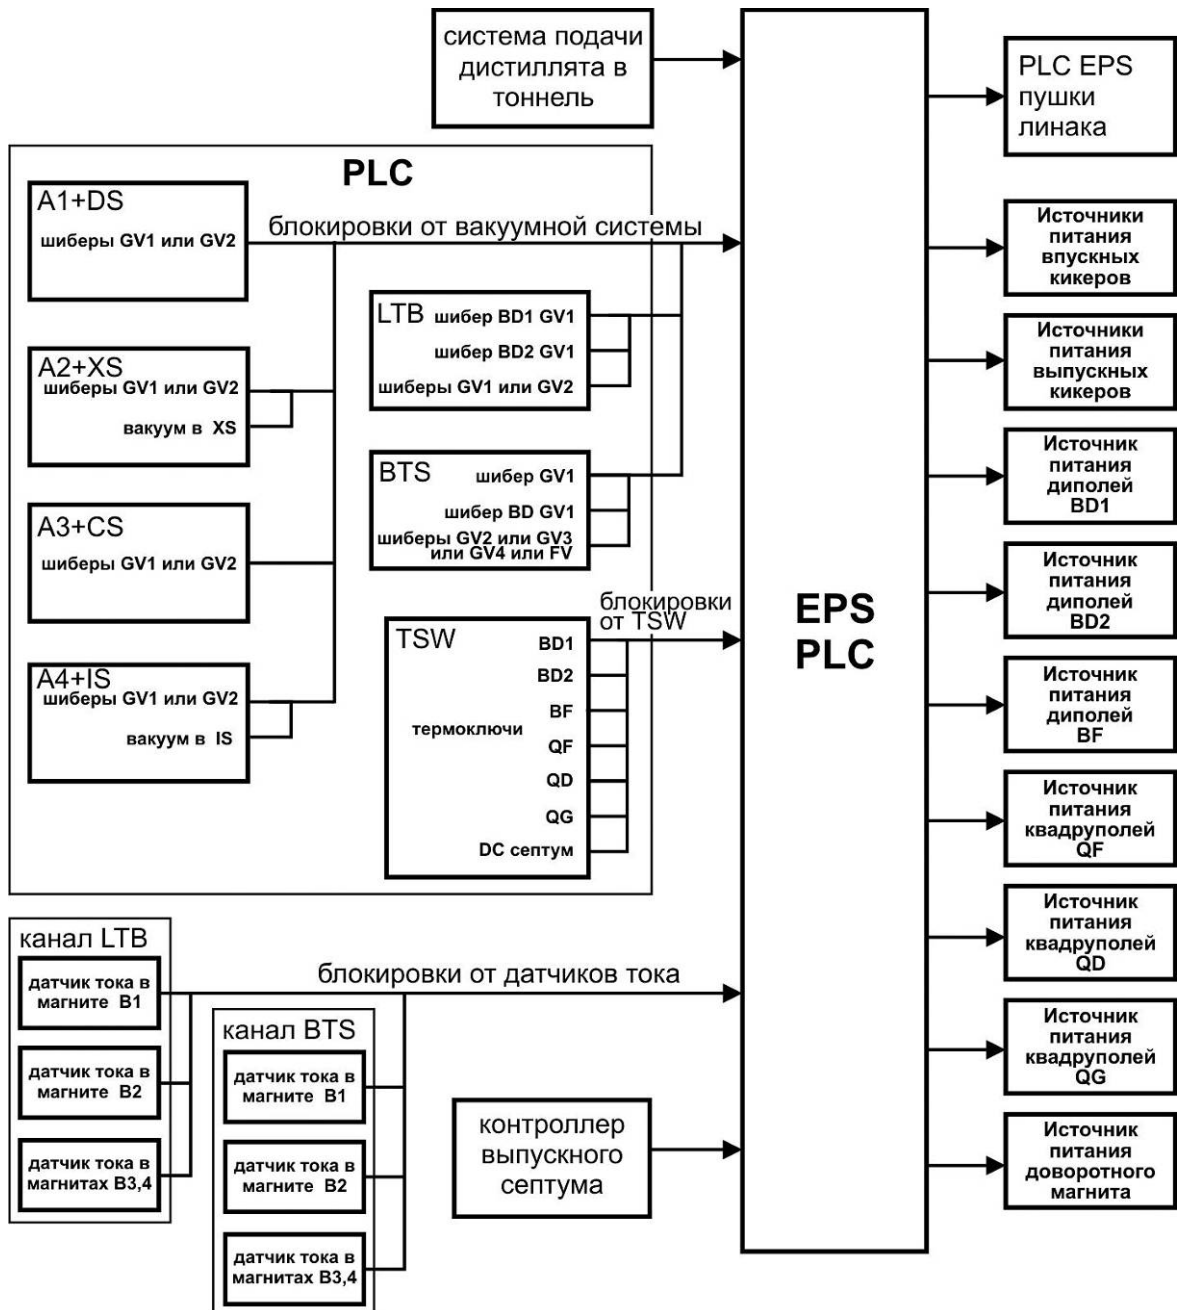 система подачи
дистиллята в
тоннель
PLC
A1+DS
шиберы GV1 или GV2
блокировки от вакуумной системы
A2+XS
шиберы GV1 или GV2
вакуум в XS
A3+CS
шиберы GV1 или GV2
A4+IS
шиберы GV1 или GV2
вакуум в IS
LTB
шибер BD1 GV1
шибер BD2 GV1
шиберы GV1 или GV2
BTS
шибер GV1
шибер BD GV1
шиберы GV2 или GV3
или GV4 или FV
TSW
термоключи
BD1
BD2
BF
QF
QD
QG
DC септум
блокировки
от TSW
канал LTB
датчик тока в
магните B1
датчик тока в
магните B2
датчик тока в
магнитах B3,4
блокировки от датчиков тока
канал BTS
датчик тока в
магните B1
датчик тока в
магните B2
датчик тока в
магнитах B3,4
контроллер
выпускного
септума
EPS
PLC
PLC EPS
пушки
линака
Источники
питания
впускных
кикеров
Источники
питания
выпускных
кикеров
Источник
питания
диполей
BD1
Источник
питания
диполей
BD2
Источник
питания
диполей
BF
Источник
питания
квадруполей
QF
Источник
питания
квадруполей
QD
Источник
питания
квадруполей
QG
Источник
питания
доворотного
магнита